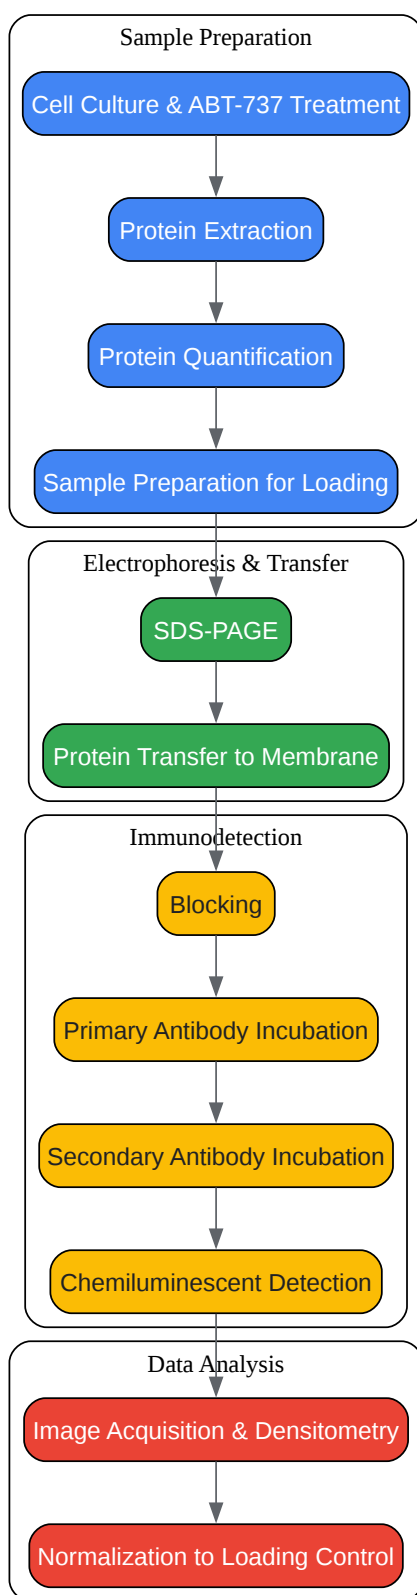 Sample Preparation
Cell Culture & ABT-737 Treatment
Protein Extraction
Protein Quantification
Sample Preparation for Loading
Electrophoresis & Transfer
SDS-PAGE
Protein Transfer to Membrane
Immunodetection
Blocking
Primary Antibody Incubation
Secondary Antibody Incubation
Chemiluminescent Detection
Data Analysis
Image Acquisition & Densitometry
Normalization to Loading Control